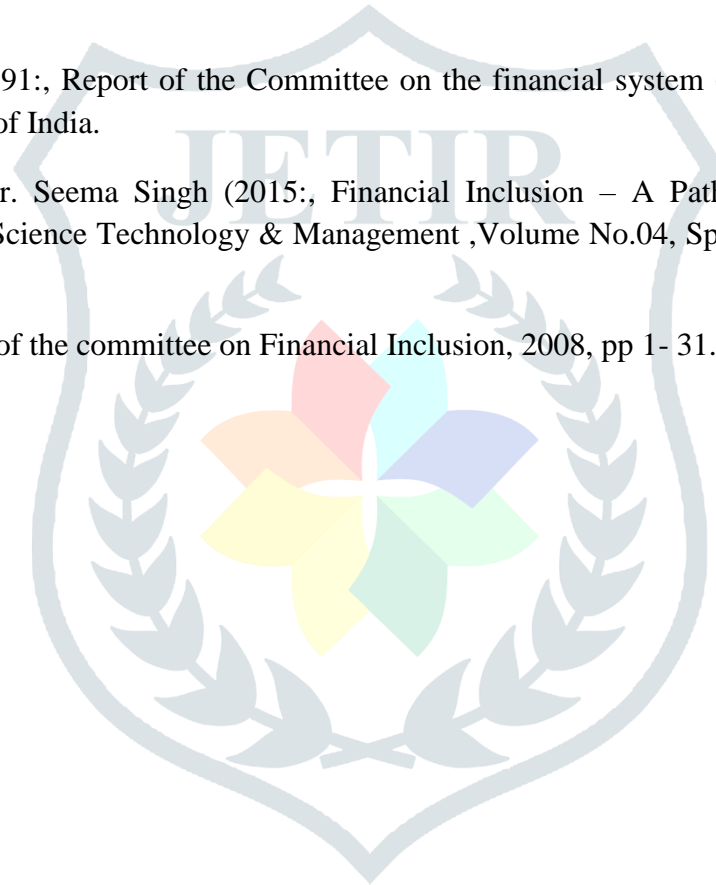 91:, Report of the Committee on the financial system
of India.
JETIR
r. Seema Singh (2015:, Financial Inclusion – A Path
Science Technology & Management ,Volume No.04, Sp
of the committee on Financial Inclusion, 2008, pp 1- 31.